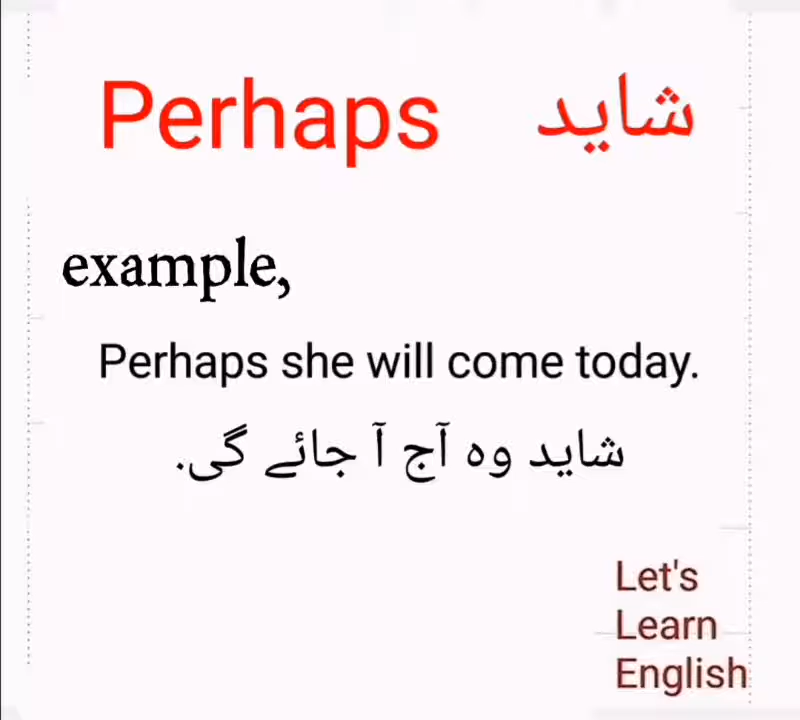 Perhaps شاید
example,
Perhaps she will come today.
شاید وہ آج آ جائے گی.
Let's
Learn
English